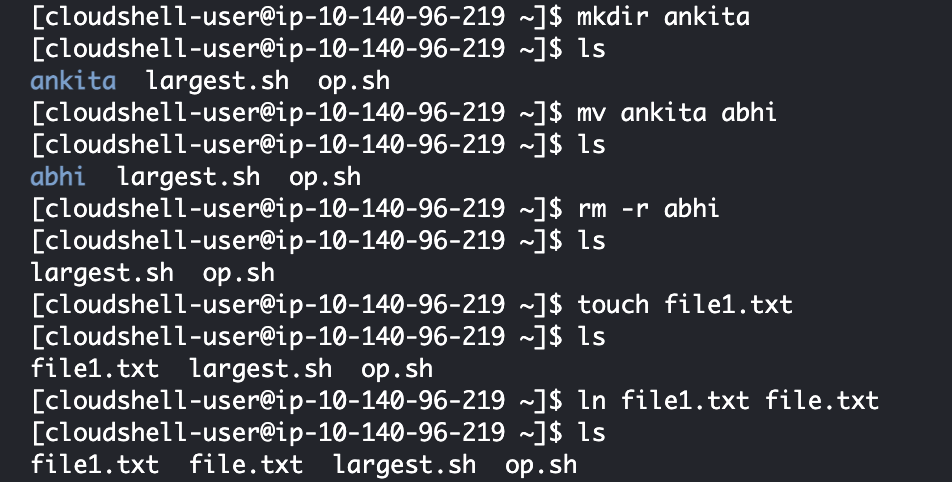 [cloudshell-user@ip-10-140-96-219 ~]$ mkdir ankita
[cloudshell-user@ip-10-140-96-219 ~]$ ls
ankita  largest.sh  op.sh
[cloudshell-user@ip-10-140-96-219 ~]$ mv ankita abhi
[cloudshell-user@ip-10-140-96-219 ~]$ ls
abhi  largest.sh  op.sh
[cloudshell-user@ip-10-140-96-219 ~]$ rm -r abhi
[cloudshell-user@ip-10-140-96-219 ~]$ ls
largest.sh  op.sh
[cloudshell-user@ip-10-140-96-219 ~]$ touch file1.txt
[cloudshell-user@ip-10-140-96-219 ~]$ ls
file1.txt  largest.sh  op.sh
[cloudshell-user@ip-10-140-96-219 ~]$ ln file1.txt file.txt
[cloudshell-user@ip-10-140-96-219 ~]$ ls
file1.txt  file.txt  largest.sh  op.sh